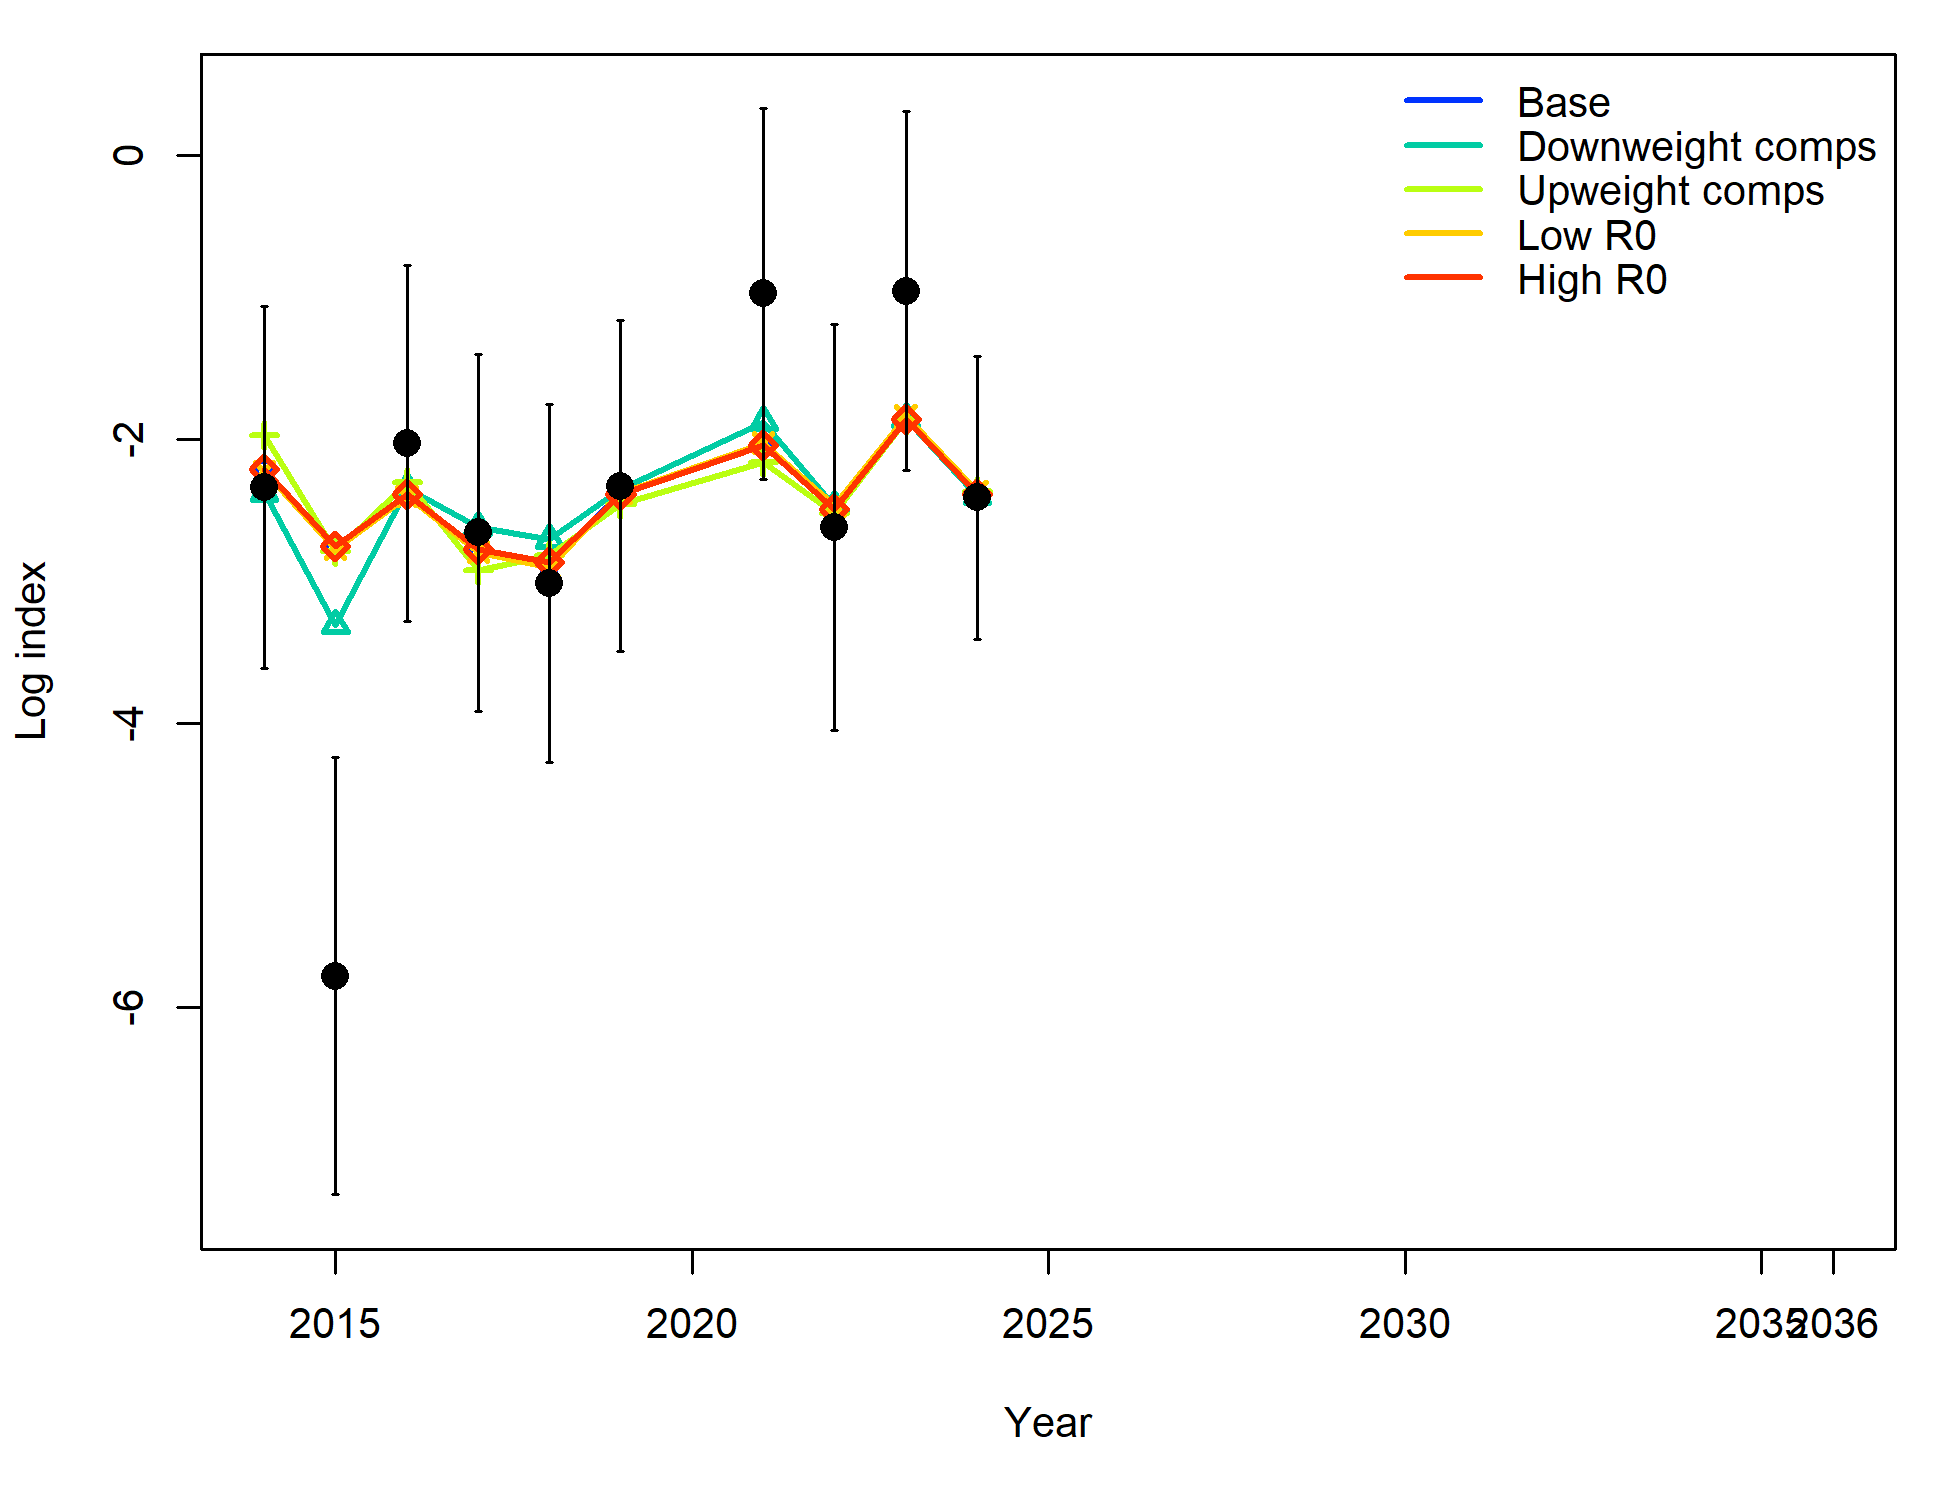 Base
Downweight comps
Upweight comps
Low R0
High R0
0
-2
-4
-6
Log index
2015 2020 2025 2030 2035 2036
Year